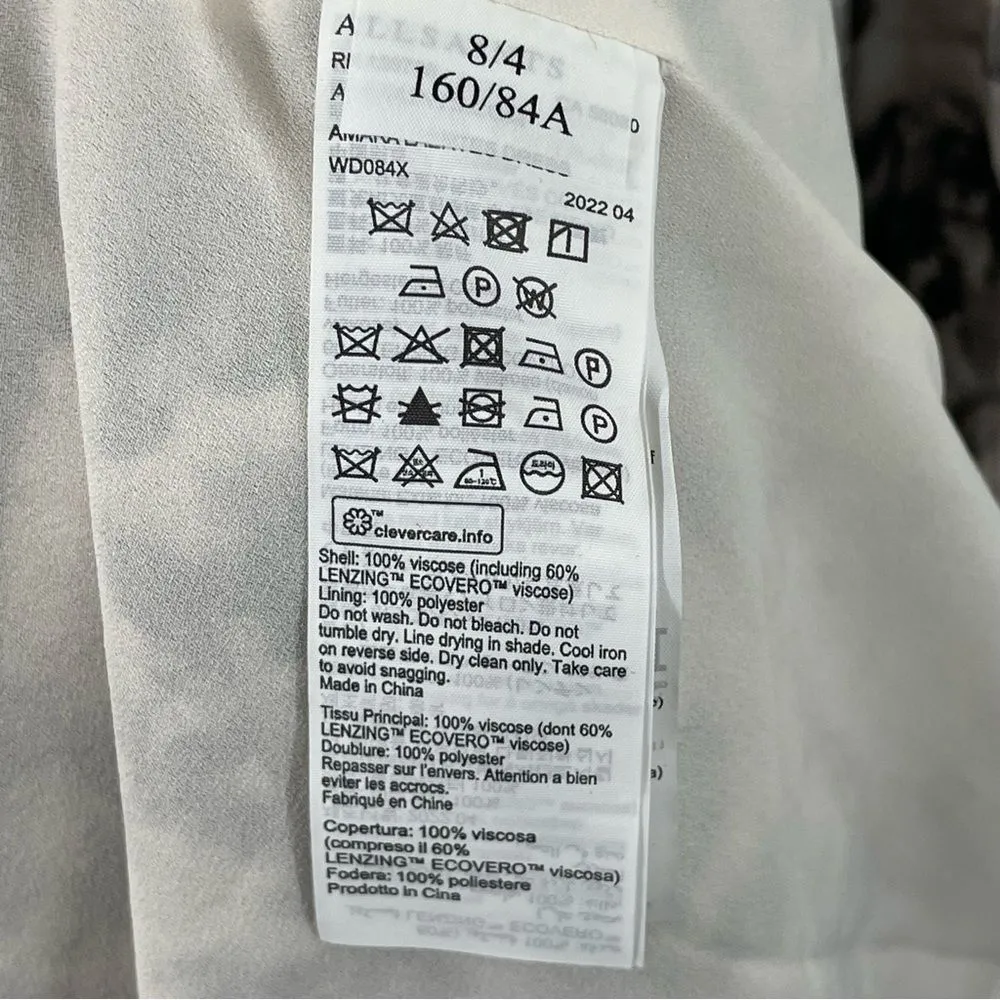 8/4
160/84A
WD084X
2022 04
P
W
P
P
드라이
clevercare.info
Shell: 100% viscose (including 60%
LENZING™ ECOVERO™ viscose)
Lining: 100% polyester
Do not wash. Do not bleach. Do not
tumble dry. Line drying in shade. Cool iron
on reverse side. Dry clean only. Take care
to avoid snagging.
Made in China
Tissu Principal: 100% viscose (dont 60%
LENZING™ ECOVERO™ viscose)
Doublure: 100% polyester
Repasser sur l'envers. Attention a bien
eviter les accrocs.
Fabriqué en Chine
Copertura: 100% viscosa
(compreso il 60%
LENZING™ ECOVERO™ viscosa)
Fodera: 100% poliestere
Prodotto in Cina